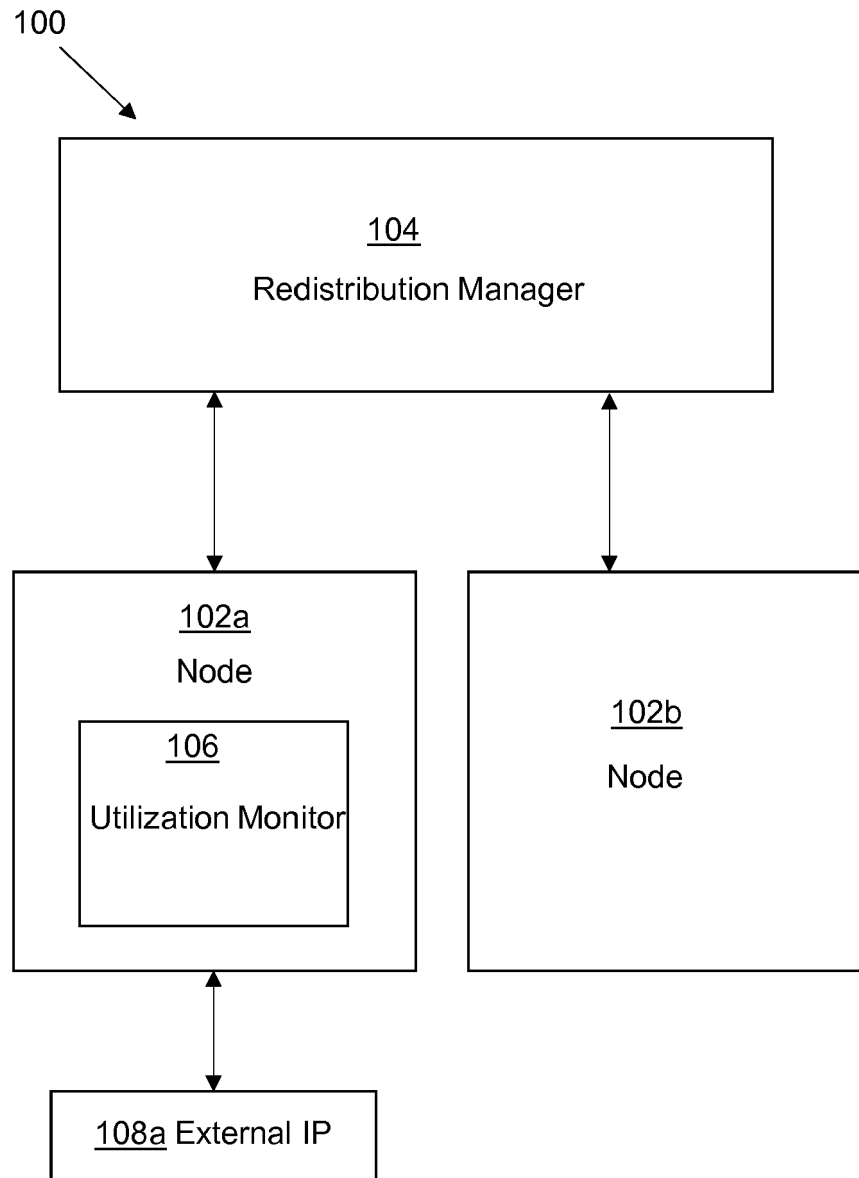 100
104
Redistribution Manager
102a
Node
106
Utilization Monitor
102b
Node
108a External IP